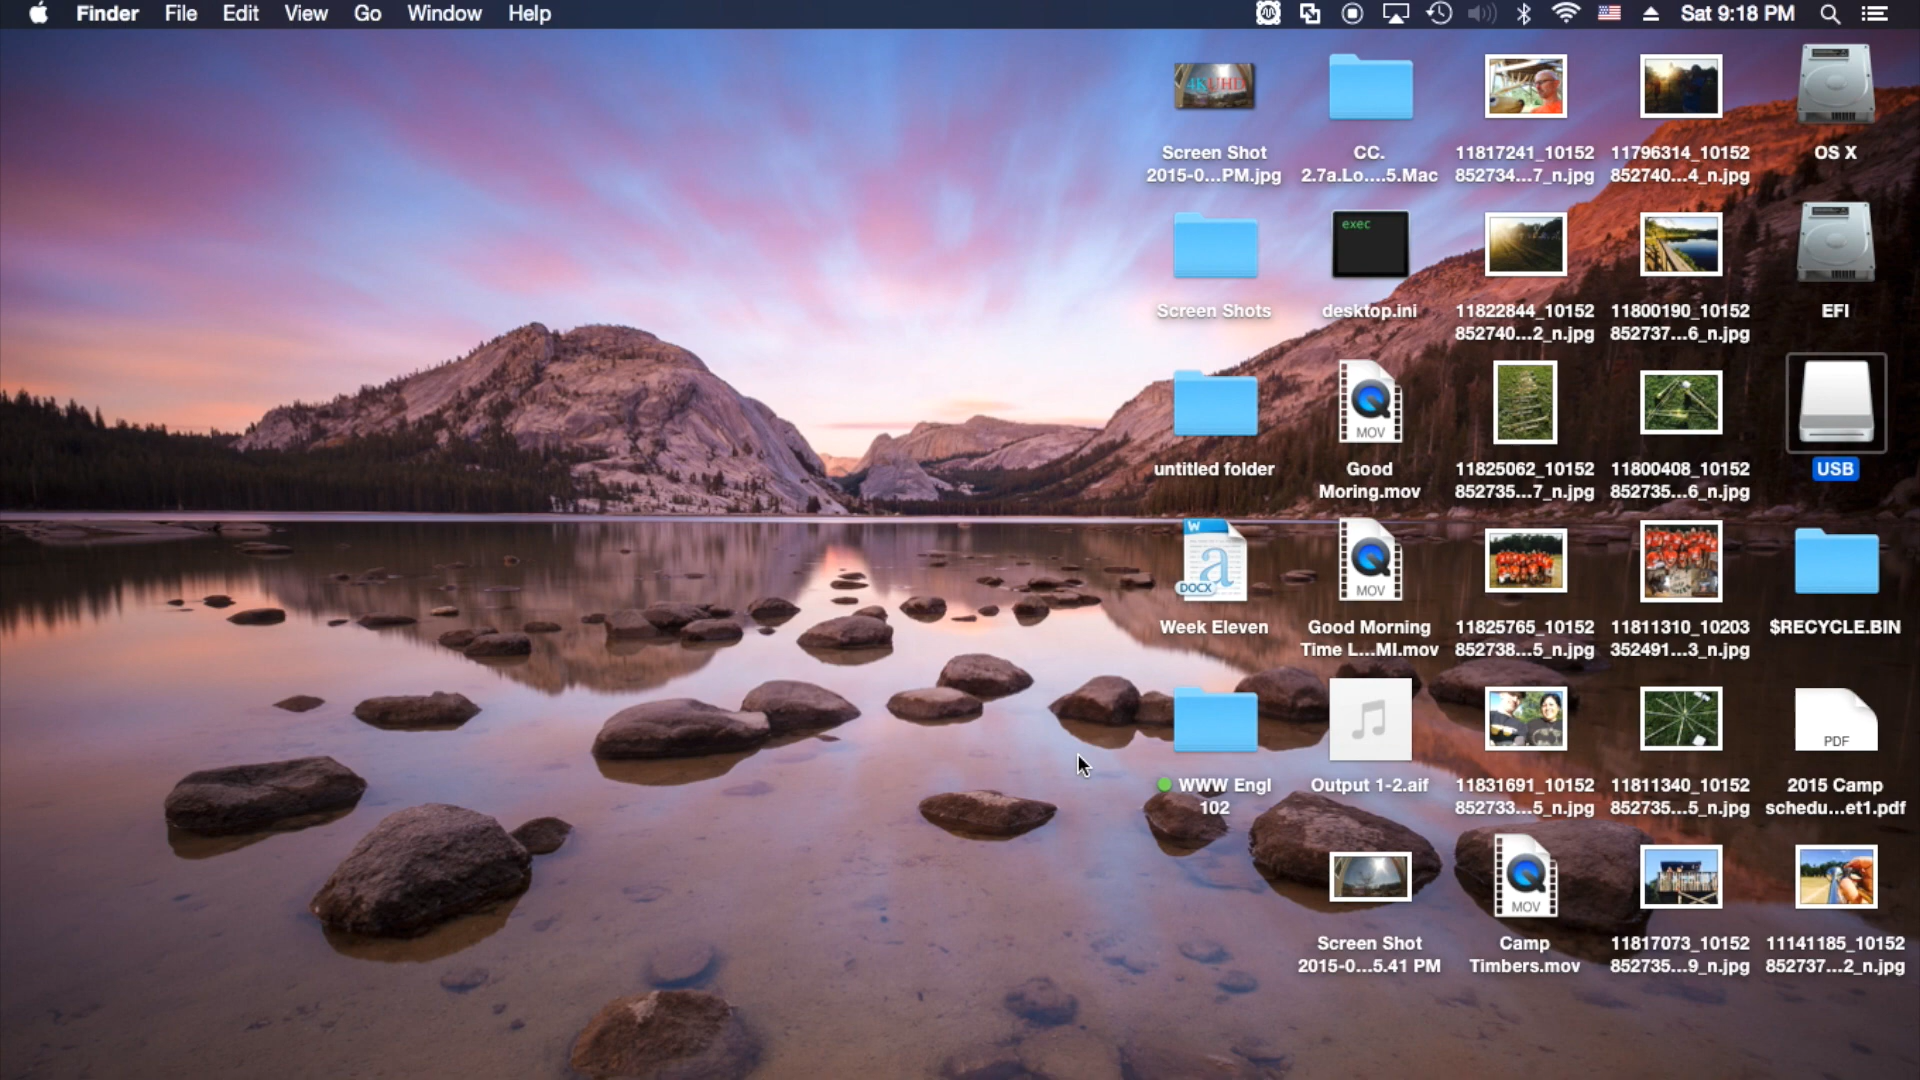 Finder File Edit View Go Window Help Sat 9:18 PM
4K UHD
Screen Shot
2015-0...PM.jpg
CC.
2.7a.Lo....5.Mac
11817241_10152
852734...7_n.jpg
11796314_10152
852740...4_n.jpg
OS X
Screen Shots
exec
desktop.ini
11822844_10152
852740...2_n.jpg
11800190_10152
852737...6_n.jpg
EFI
untitled folder
MOV
Good
Moring.mov
11825062_10152
852735...7_n.jpg
11800408_10152
852735...6_n.jpg
USB
W
a
DOCX
Week Eleven
MOV
Good Morning
Time L...MI.mov
11825765_10152
852738...5_n.jpg
11811310_10203
352491...3_n.jpg
$RECYCLE.BIN
WWW Engl
102
Output 1-2.aif
11831691_10152
852733...5_n.jpg
11811340_10152
852735...5_n.jpg
PDF
2015 Camp
schedu...et1.pdf
Screen Shot
2015-0...5.41 PM
MOV
Camp
Timbers.mov
11817073_10152
852735...9_n.jpg
11141185_10152
852737...2_n.jpg